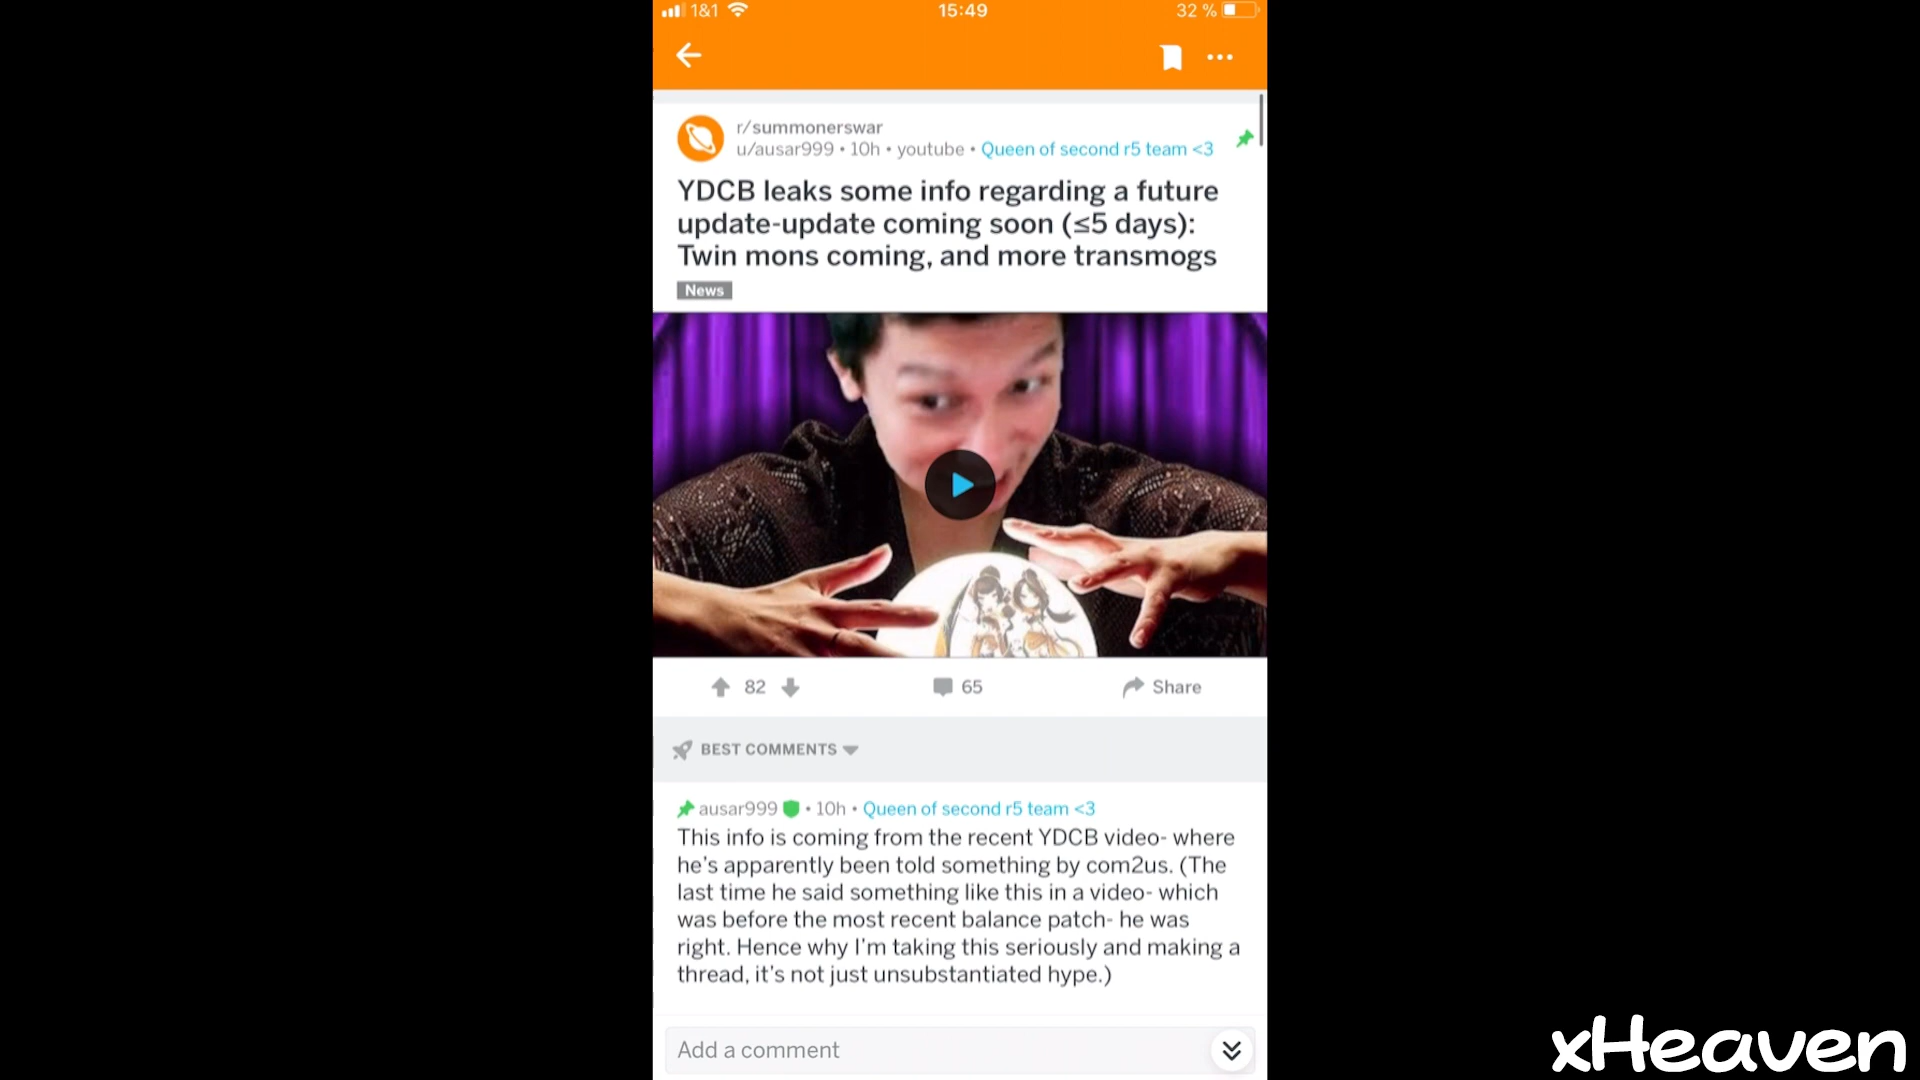 1&1
15:49
32 %
r/summonerswar
u/ausar999 • 10h • youtube • Queen of second r5 team <3
YDCB leaks some info regarding a future
update-update coming soon (≤5 days):
Twin mons coming, and more transmogs
News
82
65
Share
BEST COMMENTS
ausar999 • 10h • Queen of second r5 team <3
This info is coming from the recent YDCB video- where
he's apparently been told something by com2us. (The
last time he said something like this in a video- which
was before the most recent balance patch- he was
right. Hence why I'm taking this seriously and making a
thread, it's not just unsubstantiated hype.)
Add a comment
xHeaven